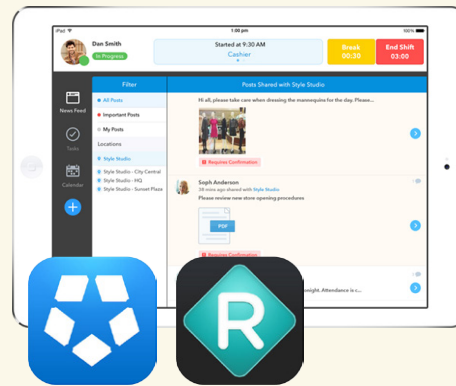 iPad
1:00 pm
100%
Dan Smith
In Progress
Started at 9:30 AM
Cashier
Break
00:30
End Shift
03:00
Filter
Posts Shared with Style Studio
News Feed
Tasks
Calendar
All Posts
Important Posts
My Posts
Locations
Style Studio
Style Studio - City Central
Style Studio - HQ
Style Studio - Sunset Plaza
Hi all, please take care when dressing the mannequins for the day. Please...
Requires Confirmation
Soph Anderson
38 mins ago shared with Style Studio
Please review new store opening procedures
PDF
Requires Confirmation
onight. Attendance is c...
R